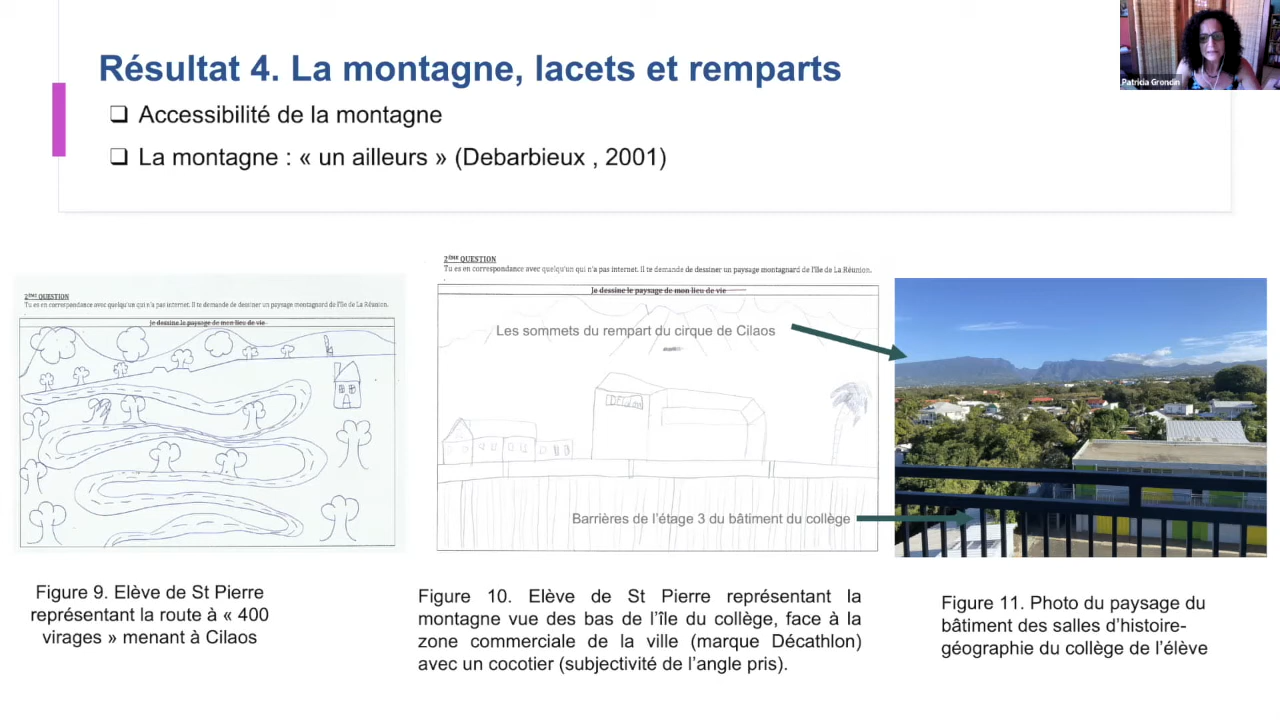 Résultat 4. La montagne, lacets et remparts
Patricia Grondin
❑ Accessibilité de la montagne
❑ La montagne : « un ailleurs » (Debarbieux , 2001)
2ÈME QUESTION
Tu es en correspondance avec quelqu'un qui n'a pas internet. Il te demande de dessiner un paysage montagnard de l'île de La Réunion.
Je dessine le paysage de mon lieu de vie
2ÈME QUESTION
Tu es en correspondance avec quelqu'un qui n'a pas internet. Il te demande de dessiner un paysage montagnard de l'île de La Réunion.
Je dessine le paysage de mon lieu de vie
Les sommets du rempart du cirque de Cilaos
Barrières de l'étage 3 du bâtiment du collège
Figure 9. Elève de St Pierre
représentant la route à « 400
virages » menant à Cilaos
Figure 10. Elève de St Pierre représentant la
montagne vue des bas de l'île du collège, face à la
zone commerciale de la ville (marque Décathlon)
avec un cocotier (subjectivité de l'angle pris).
Figure 11. Photo du paysage du
bâtiment des salles d'histoire-
géographie du collège de l'élève